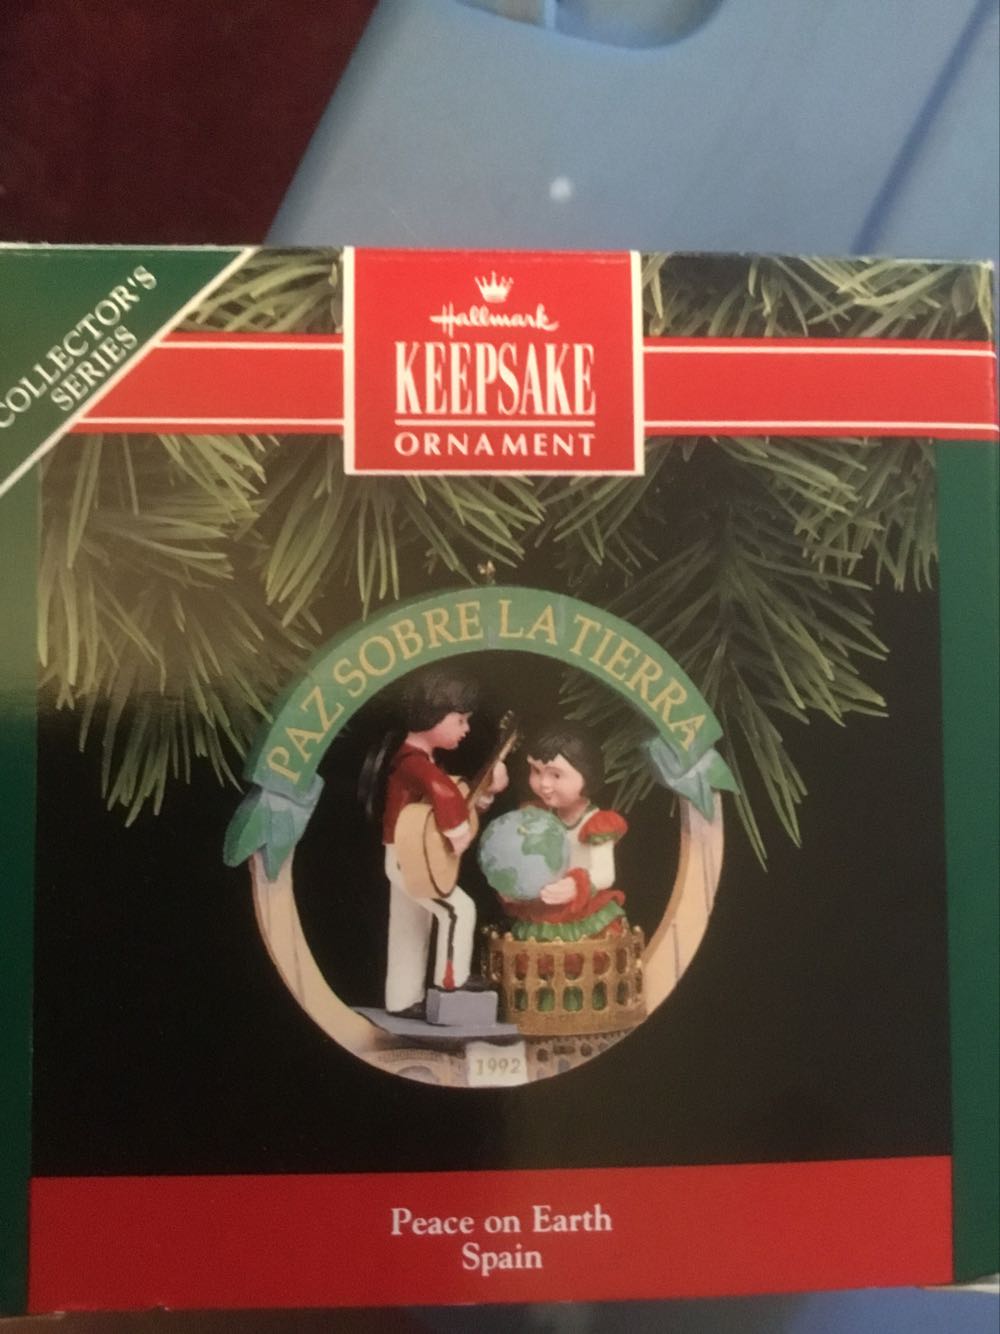 COLLECTOR'S
SERIES
Hallmark
KEEPSAKE
ORNAMENT
PAZ SOBRE LA TIERRA
1992
Peace on Earth
Spain